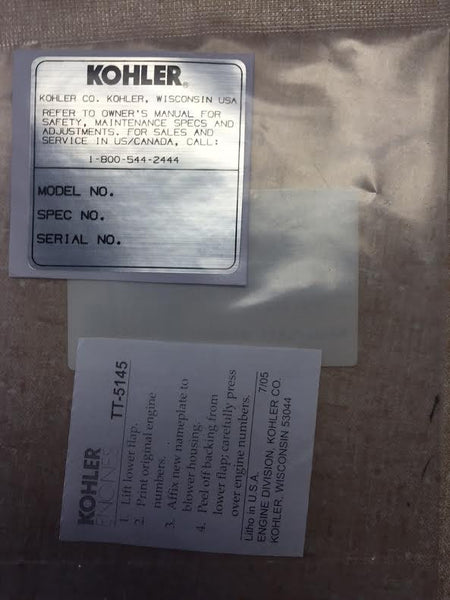 KOHLER®
KOHLER CO. KOHLER, WISCONSIN USA
REFER TO OWNER'S MANUAL FOR
SAFETY, MAINTENANCE SPECS AND
ADJUSTMENTS. FOR SALES AND
SERVICE IN US/CANADA, CALL:
1-800-544-2444
MODEL NO.
SPEC NO.
SERIAL NO.
KOHLER
ENGINES
TT-5145
1. Lift lower flap.
2. Print original engine
numbers.
3. Affix new nameplate to
blower housing.
4. Peel off backing from
lower flap; carefully press
over engine numbers.
Litho in U.S.A. 7/05
ENGINE DIVISION, KOHLER CO.
KOHLER, WISCONSIN 53044